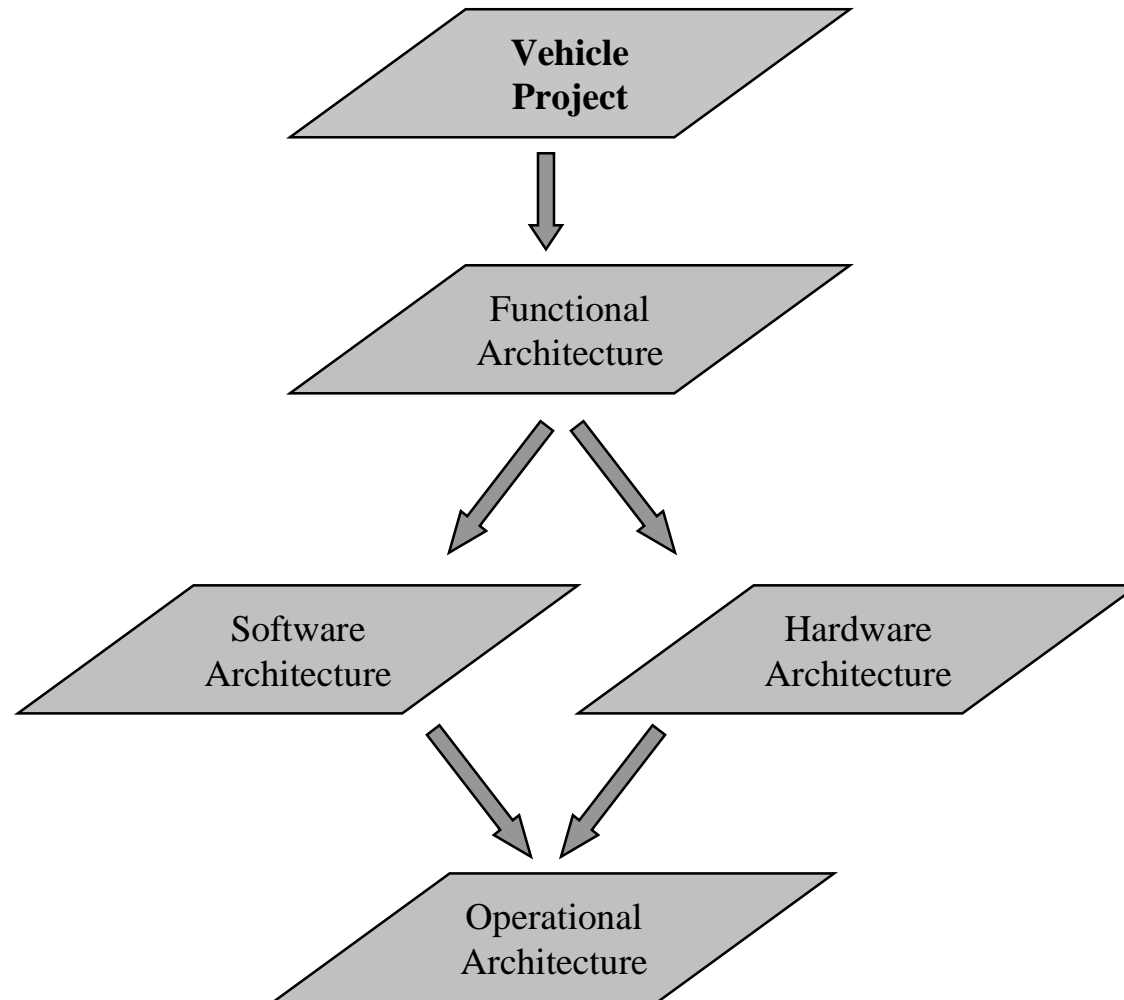 Vehicle
Project
Functional
Architecture
Software
Architecture
Hardware
Architecture
Operational
Architecture